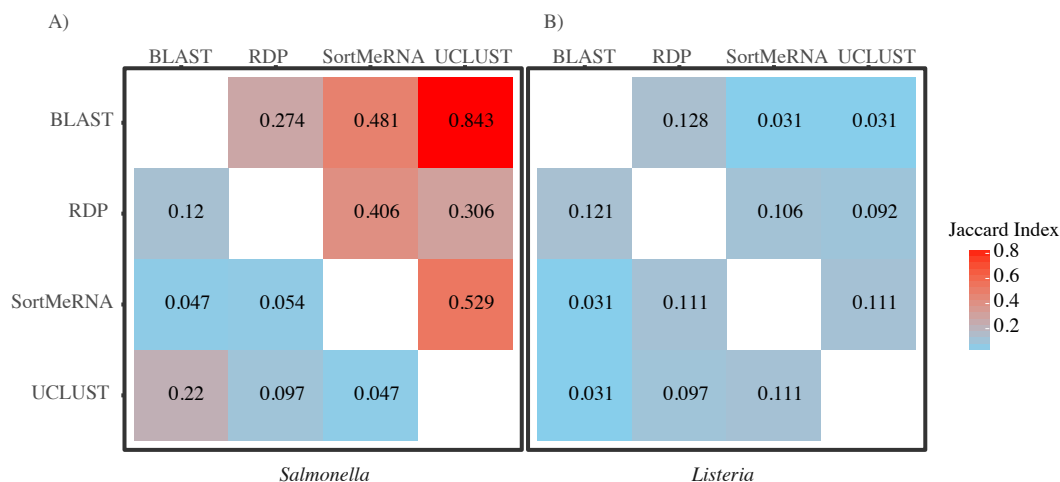 A) B)
BLAST RDP SortMeRNA UCLUST BLAST RDP SortMeRNA UCLUST
BLAST 0.274 0.481 0.843 0.128 0.031 0.031
RDP 0.12 0.406 0.306 0.121 0.106 0.092
Jaccard Index
0.8
0.6
0.4
0.2
SortMeRNA 0.047 0.054 0.529 0.031 0.111 0.111
UCLUST 0.22 0.097 0.047 0.031 0.097 0.111
Salmonella Listeria